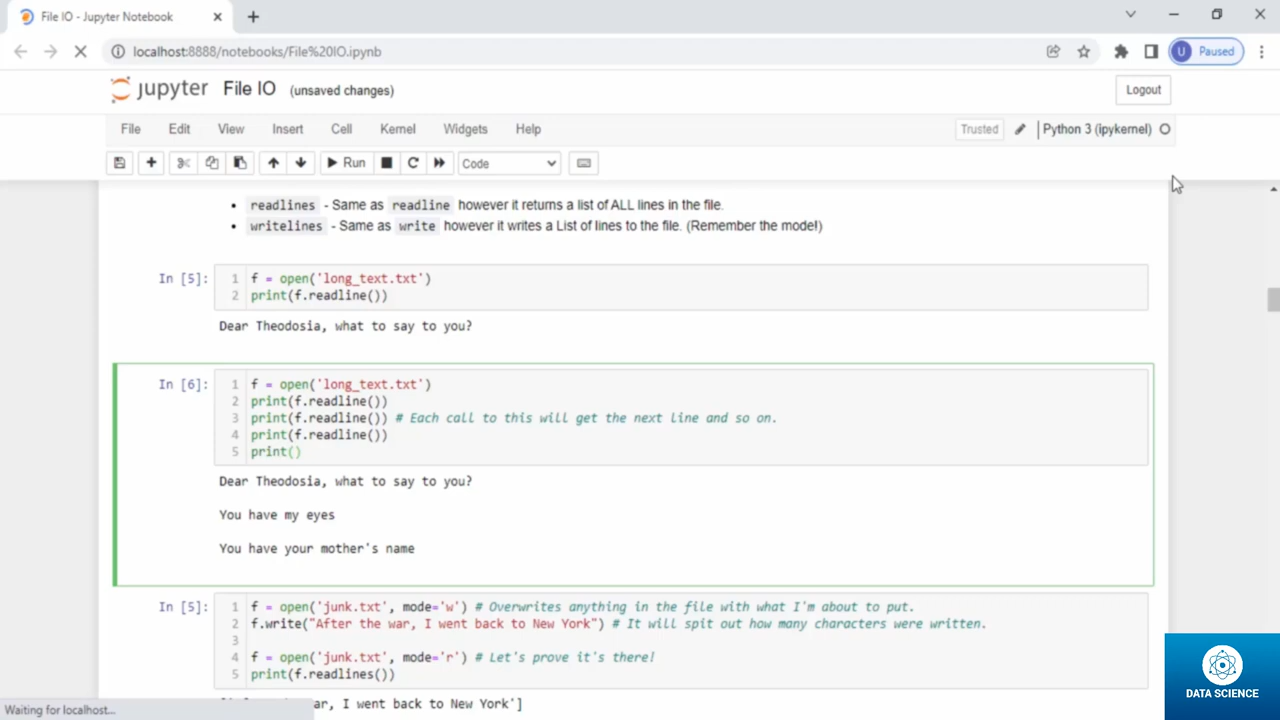 File IO - Jupyter Notebook
localhost:8888/notebooks/File%20IO.ipynb
U Paused
jupyter File IO (unsaved changes)
Logout
File Edit View Insert Cell Kernel Widgets Help
Trusted Python 3 (ipykernel)
Run Code
readlines - Same as readline however it returns a list of ALL lines in the file.
writelines - Same as write however it writes a List of lines to the file. (Remember the mode!)
In [5]: 1 f = open('long_text.txt')
2 print(f.readline())
Dear Theodosia, what to say to you?
In [6]: 1 f = open('long_text.txt')
2 print(f.readline())
3 print(f.readline()) # Each call to this will get the next line and so on.
4 print(f.readline())
5 print()
Dear Theodosia, what to say to you?
You have my eyes
You have your mother's name
In [5]: 1 f = open('junk.txt', mode='w') # Overwrites anything in the file with what I'm about to put.
2 f.write("After the war, I went back to New York") # It will spit out how many characters were written.
3
4 f = open('junk.txt', mode='r') # Let's prove it's there!
5 print(f.readlines())
war, I went back to New York']
Waiting for localhost...
DATA SCIENCE